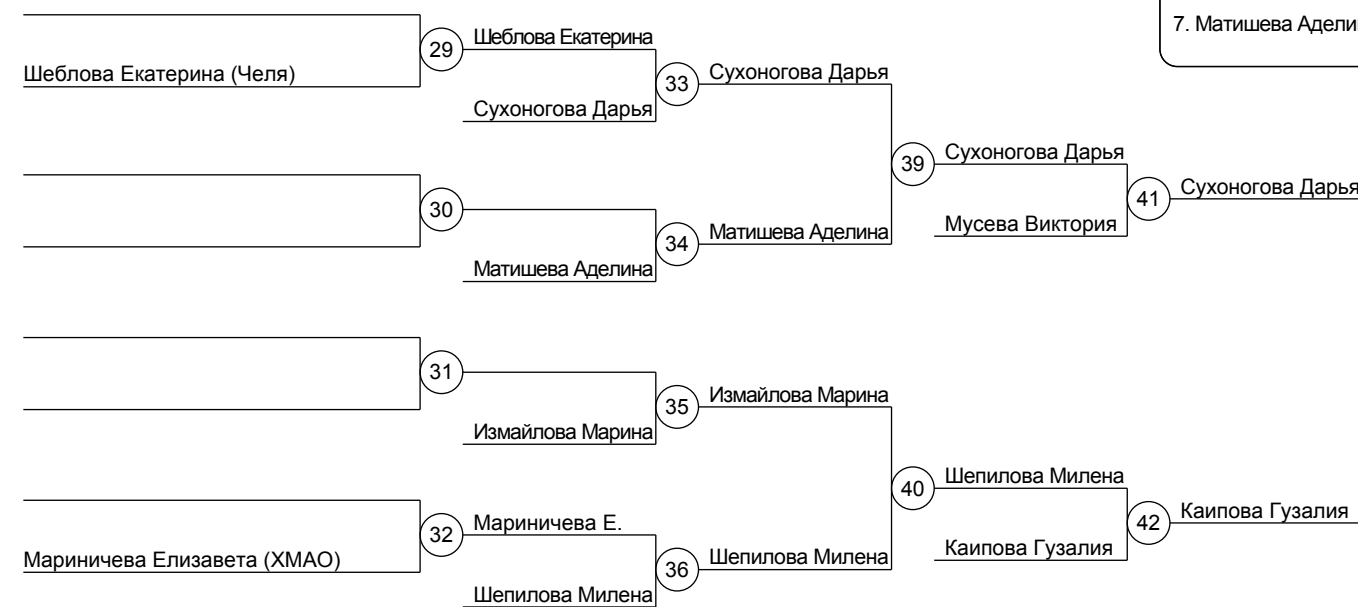 7. Матишева Адели
29
Шеблова Екатерина
Шеблова Екатерина (Челя)
33
Сухоногова Дарья
Сухоногова Дарья
39
Сухоногова Дарья
30
41
Сухоногова Дарья
34
Матишева Аделина
Мусева Виктория
Матишева Аделина
31
35
Измайлова Марина
Измайлова Марина
40
Шепилова Милена
32
Мариничева Е.
42
Каипова Гузалия
Мариничева Елизавета (ХМАО)
36
Шепилова Милена
Каипова Гузалия
Шепилова Милена